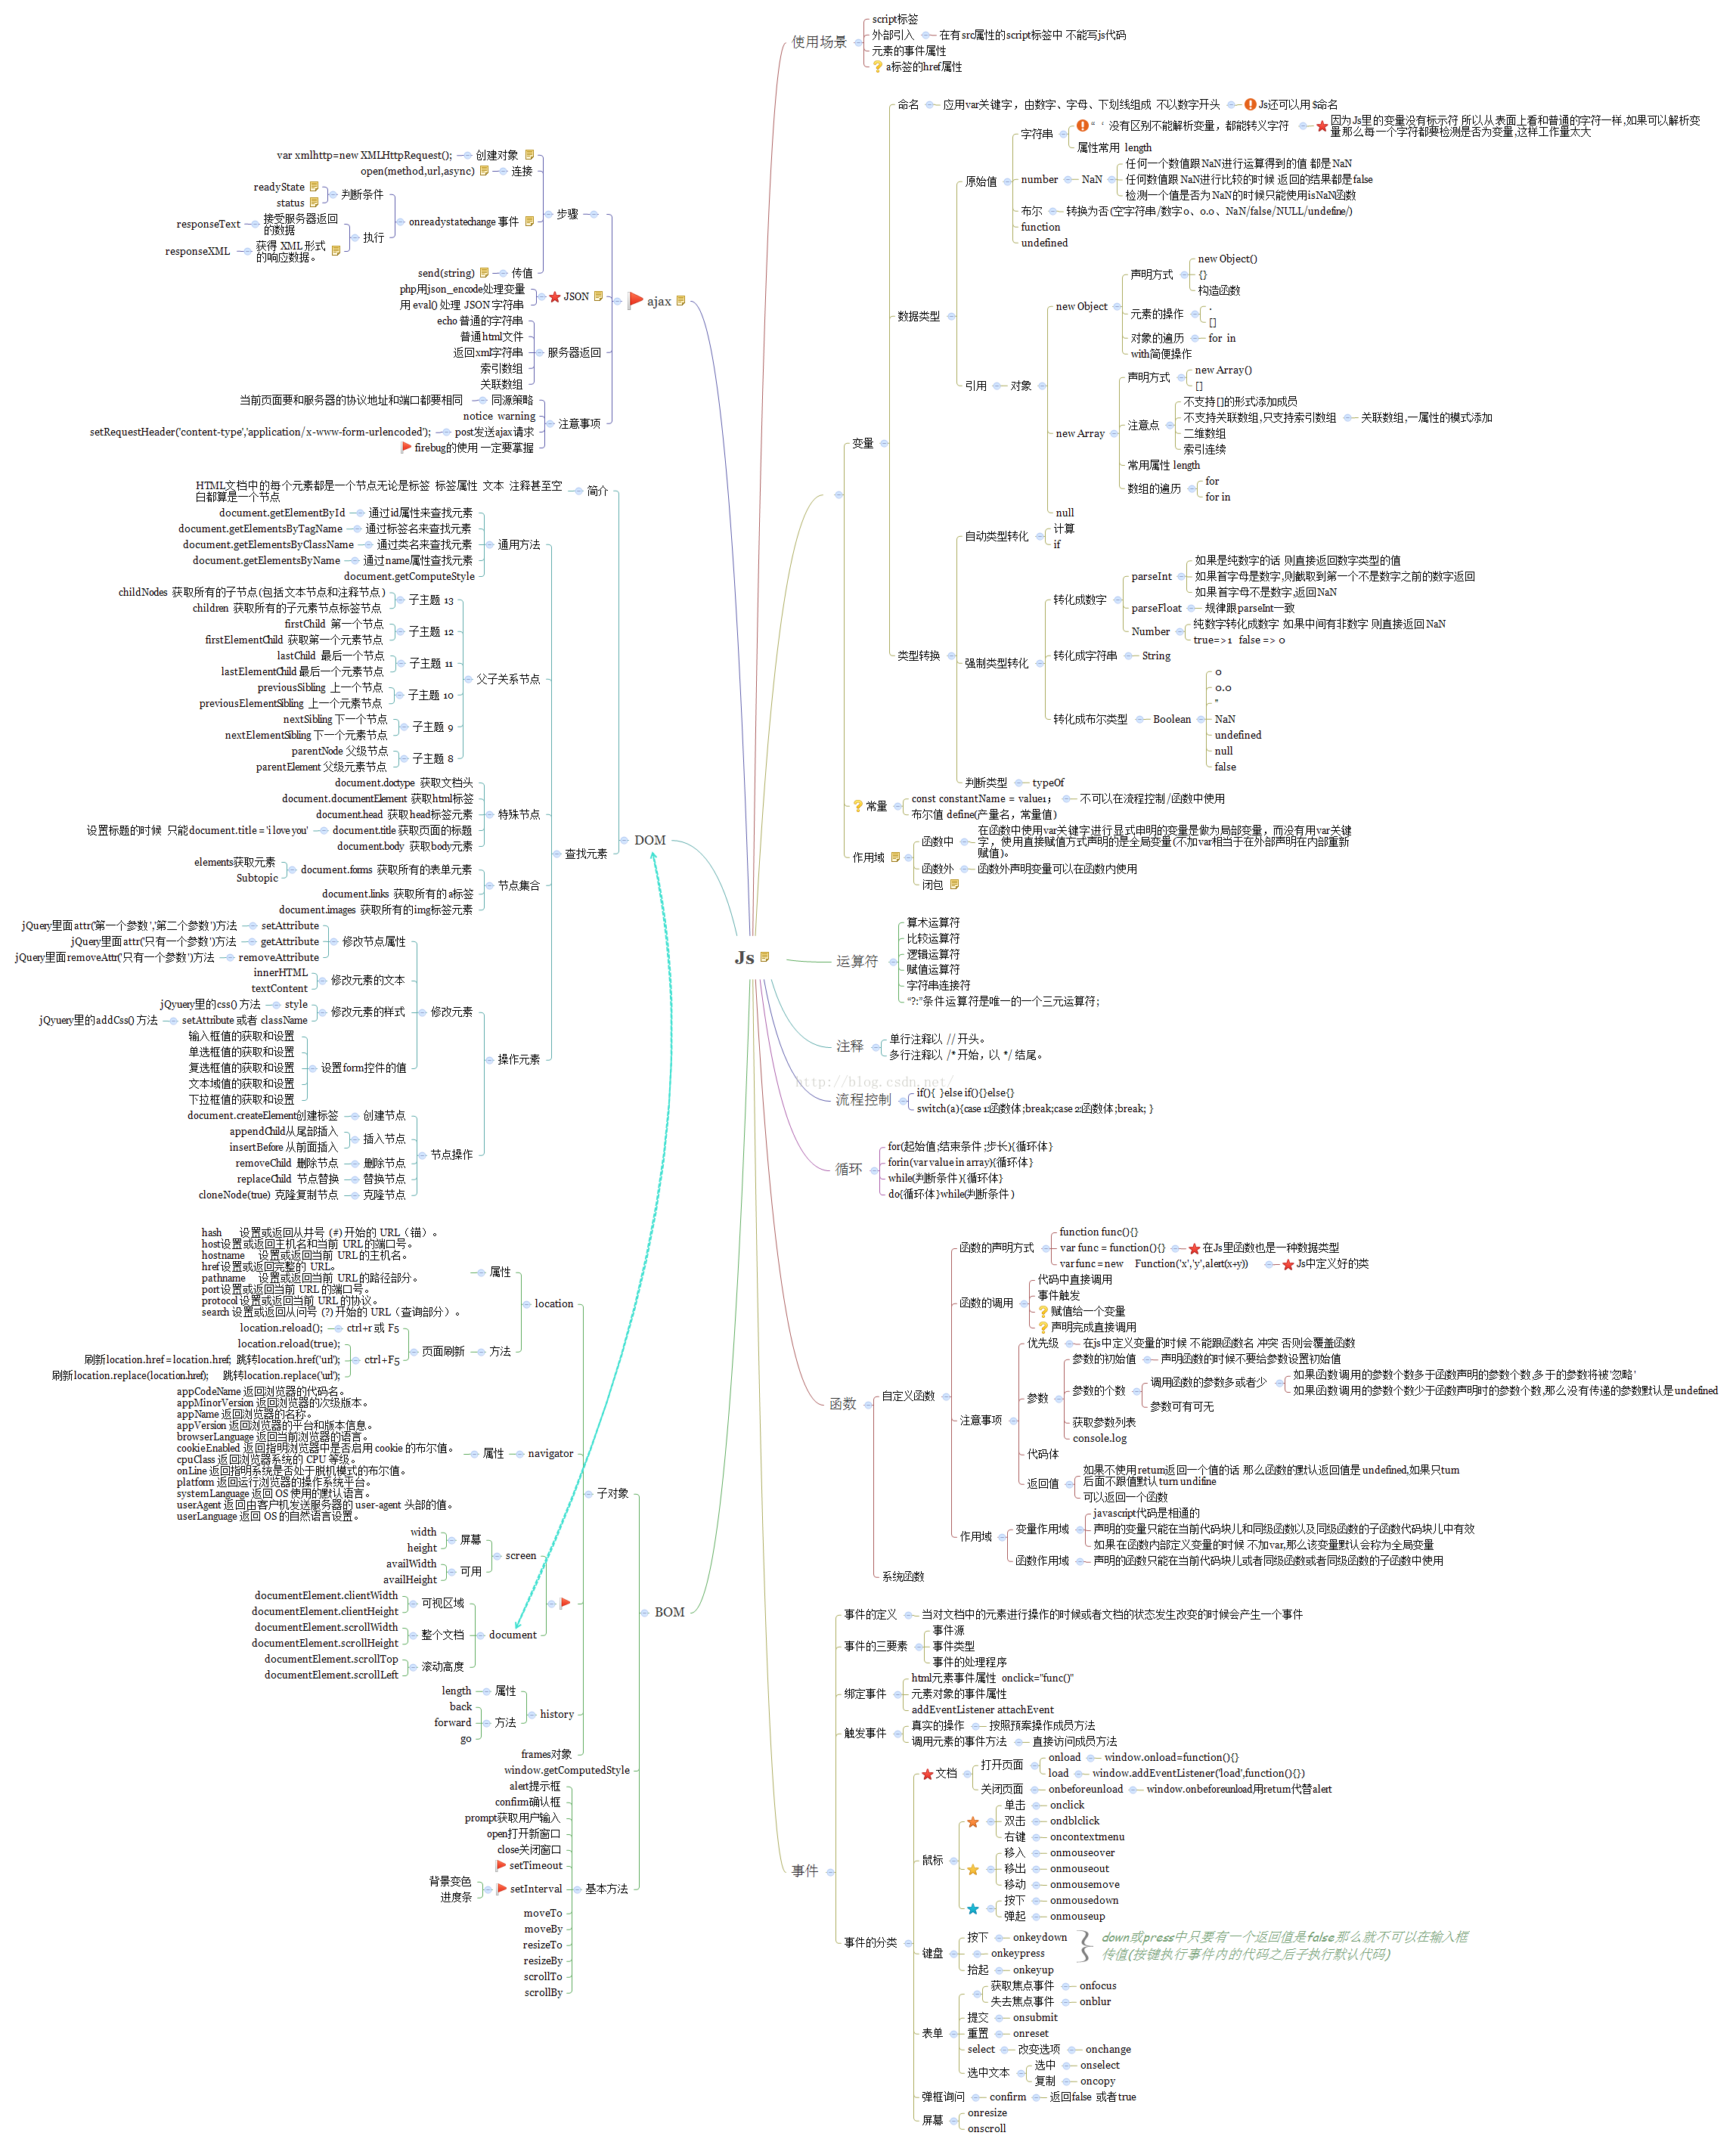 Js
使用场景
script标签
外部引入
在有src属性的script标签中 不能写js代码
元素的事件属性
a标签的href属性
变量
命名
应用var关键字，由数字、字母、下划线组成 不以数字开头
Js还可以用 $命名
数据类型
原始值
字符串
“ ‘ 没有区别不能解析变量，都能转义字符
因为Js里的变量没有标示符 所以从表面上看和普通的字符一样,如果可以解析变
量那么每一个字符都要检测是否为变量,这样工作量太大
属性常用 length
number
NaN
任何一个数值跟NaN进行运算得到的值 都是NaN
任何数值跟 NaN进行比较的时候 返回的结果都是false
检测一个值是否为NaN的时候只能使用isNaN函数
布尔
转换为否(空字符串/数字0、0.0、NaN/false/NULL/undefine/)
function
undefined
引用
对象
new Object
声明方式
new Object()
{}
构造函数
元素的操作
.
[]
对象的遍历
for in
with简便操作
new Array
声明方式
new Array()
[]
注意点
不支持[]的形式添加成员
不支持关联数组,只支持索引数组
关联数组,一属性的模式添加
二维数组
索引连续
常用属性 length
数组的遍历
for
for in
null
类型转换
自动类型转化
计算
if
强制类型转化
转化成数字
parseInt
如果是纯数字的话 则直接返回数字类型的值
如果首字母是数字,则截取到第一个不是数字之前的数字返回
如果首字母不是数字,返回NaN
parseFloat
规律跟parseInt一致
Number
纯数字转化成数字 如果中间有非数字 则直接返回 NaN
true=>1 false => 0
转化成字符串
String
转化成布尔类型
Boolean
0
0.0
''
NaN
undefined
null
false
判断类型
typeOf
常量
const constantName = value1;
不可以在流程控制/函数中使用
布尔值 define(产量名，常量值)
作用域
函数中
在函数中使用var关键字进行显式申明的变量是做为局部变量，而没有用var关键
字，使用直接赋值方式声明的是全局变量(不加var相当于在外部声明在内部重新
赋值)。
函数外
函数外声明变量可以在函数内使用
闭包
运算符
算术运算符
比较运算符
逻辑运算符
赋值运算符
字符串连接符
“?:”条件运算符是唯一的一个三元运算符；
注释
单行注释以 // 开头。
多行注释以 /* 开始，以 */ 结尾。
http://blog.csdn.net/
流程控制
if(){ }else if(){}else{}
switch(a){case 1:函数体;break;case 2:函数体;break; }
循环
for(起始值;结束条件;步长){循环体}
forin(var value in array){循环体}
while(判断条件){循环体}
do{循环体}while(判断条件)
函数
自定义函数
函数的声明方式
function func(){}
var func = function(){}
在Js里函数也是一种数据类型
var func = new Function('x','y',alert(x+y))
Js中定义好的类
函数的调用
代码中直接调用
事件触发
赋值给一个变量
声明完成直接调用
注意事项
优先级
在js中定义变量的时候 不能跟函数名 冲突 否则会覆盖函数
参数
参数的初始值
声明函数的时候不要给参数设置初始值
参数的个数
调用函数的参数多或者少
如果函数调用的参数个数多于函数声明的参数个数,多于的参数将被'忽略'
如果函数调用的参数个数少于函数声明时的参数个数,那么没有传递的参数默认是undefined
参数可有可无
获取参数列表
console.log
代码体
返回值
如果不使用return返回一个值的话 那么函数的默认返回值是 undefined,如果只turn
后面不跟值默认turn undifine
可以返回一个函数
作用域
变量作用域
javascript代码是相通的
声明的变量只能在当前代码块儿和同级函数以及同级函数的子函数代码块儿中有效
如果在函数内部定义变量的时候 不加var,那么该变量默认会称为全局变量
函数作用域
声明的函数只能在当前代码块儿或者同级函数或者同级函数的子函数中使用
系统函数
事件
事件的定义
当对文档中的元素进行操作的时候或者文档的状态发生改变的时候会产生一个事件
事件的三要素
事件源
事件类型
事件的处理程序
绑定事件
html元素事件属性 onclick="func()"
元素对象的事件属性
addEventListener attachEvent
触发事件
真实的操作
按照预案操作成员方法
调用元素的事件方法
直接访问成员方法
事件的分类
文档
打开页面
onload
window.onload=function(){}
load
window.addEventListener('load',function(){})
关闭页面
onbeforeunload
window.onbeforeunload用return代替alert
鼠标
单击
onclick
双击
ondblclick
右键
oncontextmenu
移入
onmouseover
移出
onmouseout
移动
onmousemove
按下
onmousedown
弹起
onmouseup
键盘
按下
onkeydown
onkeypress
抬起
onkeyup
down或press中只要有一个返回值是false那么就不可以在输入框
传值(按键执行事件内的代码之后子执行默认代码)
表单
获取焦点事件
onfocus
失去焦点事件
onblur
提交
onsubmit
重置
onreset
select
改变选项
onchange
选中文本
选中
onselect
复制
oncopy
弹框询问
confirm
返回false 或者true
屏幕
onresize
onscroll
ajax
步骤
创建对象
var xmlhttp=new XMLHttpRequest();
连接
open(method,url,async)
onreadystatechange 事件
判断条件
readyState
status
执行
接受服务器返回
的数据
responseText
获得 XML 形式
的响应数据。
responseXML
传值
send(string)
JSON
php用json_encode处理变量
用 eval() 处理 JSON 字符串
服务器返回
echo 普通的字符串
普通html文件
返回xml字符串
索引数组
关联数组
注意事项
同源策略
当前页面要和服务器的协议地址和端口都要相同
notice warning
post发送ajax请求
setRequestHeader('content-type','application/x-www-form-urlencoded');
firebug的使用 一定要掌握
DOM
简介
HTML文档中的每个元素都是一个节点无论是标签 标签属性 文本 注释甚至空
白都算是一个节点
查找元素
通用方法
通过id属性来查找元素
document.getElementById
通过标签名来查找元素
document.getElementsByTagName
通过类名来查找元素
document.getElementsByClassName
通过name属性查找元素
document.getElementsByName
document.getComputeStyle
父子关系节点
子主题 13
childNodes 获取所有的子节点(包括文本节点和注释节点)
children 获取所有的子元素节点标签节点
子主题 12
firstChild 第一个节点
firstElementChild 获取第一个元素节点
子主题 11
lastChild 最后一个节点
lastElementChild 最后一个元素节点
子主题 10
previousSibling 上一个节点
previousElementSibling 上一个元素节点
子主题 9
nextSibling 下一个节点
nextElementSibling 下一个元素节点
子主题 8
parentNode 父级节点
parentElement 父级元素节点
特殊节点
document.doctype 获取文档头
document.documentElement 获取html标签
document.head 获取head标签元素
document.title 获取页面的标题
设置标题的时候 只能document.title = 'i love you'
document.body 获取body元素
节点集合
document.forms 获取所有的表单元素
elements获取元素
Subtopic
document.links 获取所有的a标签
document.images 获取所有的img标签元素
操作元素
修改元素
修改节点属性
setAttribute
jQuery里面attr('第一个参数','第二个参数')方法
getAttribute
jQuery里面attr('只有一个参数')方法
removeAttribute
jQuery里面removeAttr('只有一个参数')方法
修改元素的文本
innerHTML
textContent
修改元素的样式
style
jQyuery里的css() 方法
setAttribute 或者 className
jQyuery里的addCss() 方法
设置form控件的值
输入框值的获取和设置
单选框值的获取和设置
复选框值的获取和设置
文本域值的获取和设置
下拉框值的获取和设置
节点操作
创建节点
document.createElement创建标签
插入节点
appendChild从尾部插入
insertBefore 从前面插入
删除节点
removeChild 删除节点
替换节点
replaceChild 节点替换
克隆节点
cloneNode(true) 克隆复制节点
BOM
子对象
location
属性
hash 设置或返回从井号 (#) 开始的 URL（锚）。
host设置或返回主机名和当前 URL 的端口号。
hostname 设置或返回当前 URL 的主机名。
href设置或返回完整的 URL。
pathname 设置或返回当前 URL 的路径部分。
port设置或返回当前 URL 的端口号。
protocol 设置或返回当前 URL 的协议。
search 设置或返回从问号 (?) 开始的 URL（查询部分）。
方法
页面刷新
ctrl+r 或 F5
location.reload();
ctrl+F5
location.reload(true);
刷新location.href = location.href; 跳转location.href('url');
刷新location.replace(location.href); 跳转location.replace('url');
navigator
属性
appCodeName 返回浏览器的代码名。
appMinorVersion 返回浏览器的次级版本。
appName 返回浏览器的名称。
appVersion 返回浏览器的平台和版本信息。
browserLanguage 返回当前浏览器的语言。
cookieEnabled 返回指明浏览器中是否启用 cookie 的布尔值。
cpuClass 返回浏览器系统的 CPU 等级。
onLine 返回指明系统是否处于脱机模式的布尔值。
platform 返回运行浏览器的操作系统平台。
systemLanguage 返回 OS 使用的默认语言。
userAgent 返回由客户机发送服务器的 user-agent 头部的值。
userLanguage 返回 OS 的自然语言设置。
screen
屏幕
width
height
可用
availWidth
availHeight
document
可视区域
documentElement.clientWidth
documentElement.clientHeight
整个文档
documentElement.scrollWidth
documentElement.scrollHeight
滚动高度
documentElement.scrollTop
documentElement.scrollLeft
history
属性
length
方法
back
forward
go
frames对象
window.getComputedStyle
基本方法
alert提示框
confirm确认框
prompt获取用户输入
open打开新窗口
close关闭窗口
setTimeout
setInterval
背景变色
进度条
moveTo
moveBy
resizeTo
resizeBy
scrollTo
scrollBy